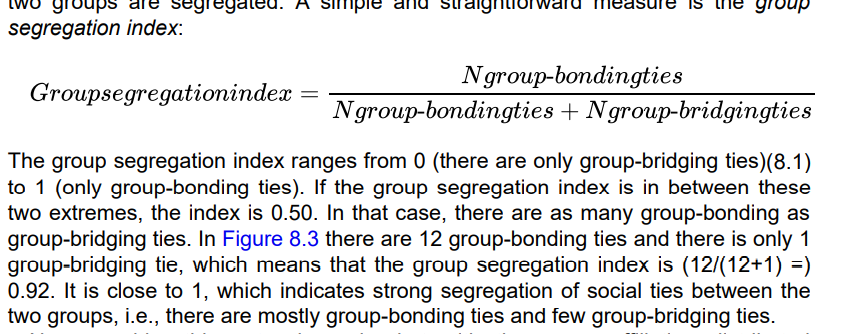 two groups are segregated. A simple and straightforward measure is the group
segregation index:
Groupsegregationindex = Ngroup-bondingties / (Ngroup-bondingties + Ngroup-bridgingties)
The group segregation index ranges from 0 (there are only group-bridging ties)(8.1)
to 1 (only group-bonding ties). If the group segregation index is in between these
two extremes, the index is 0.50. In that case, there are as many group-bonding as
group-bridging ties. In Figure 8.3 there are 12 group-bonding ties and there is only 1
group-bridging tie, which means that the group segregation index is (12/(12+1) =)
0.92. It is close to 1, which indicates strong segregation of social ties between the
two groups, i.e., there are mostly group-bonding ties and few group-bridging ties.